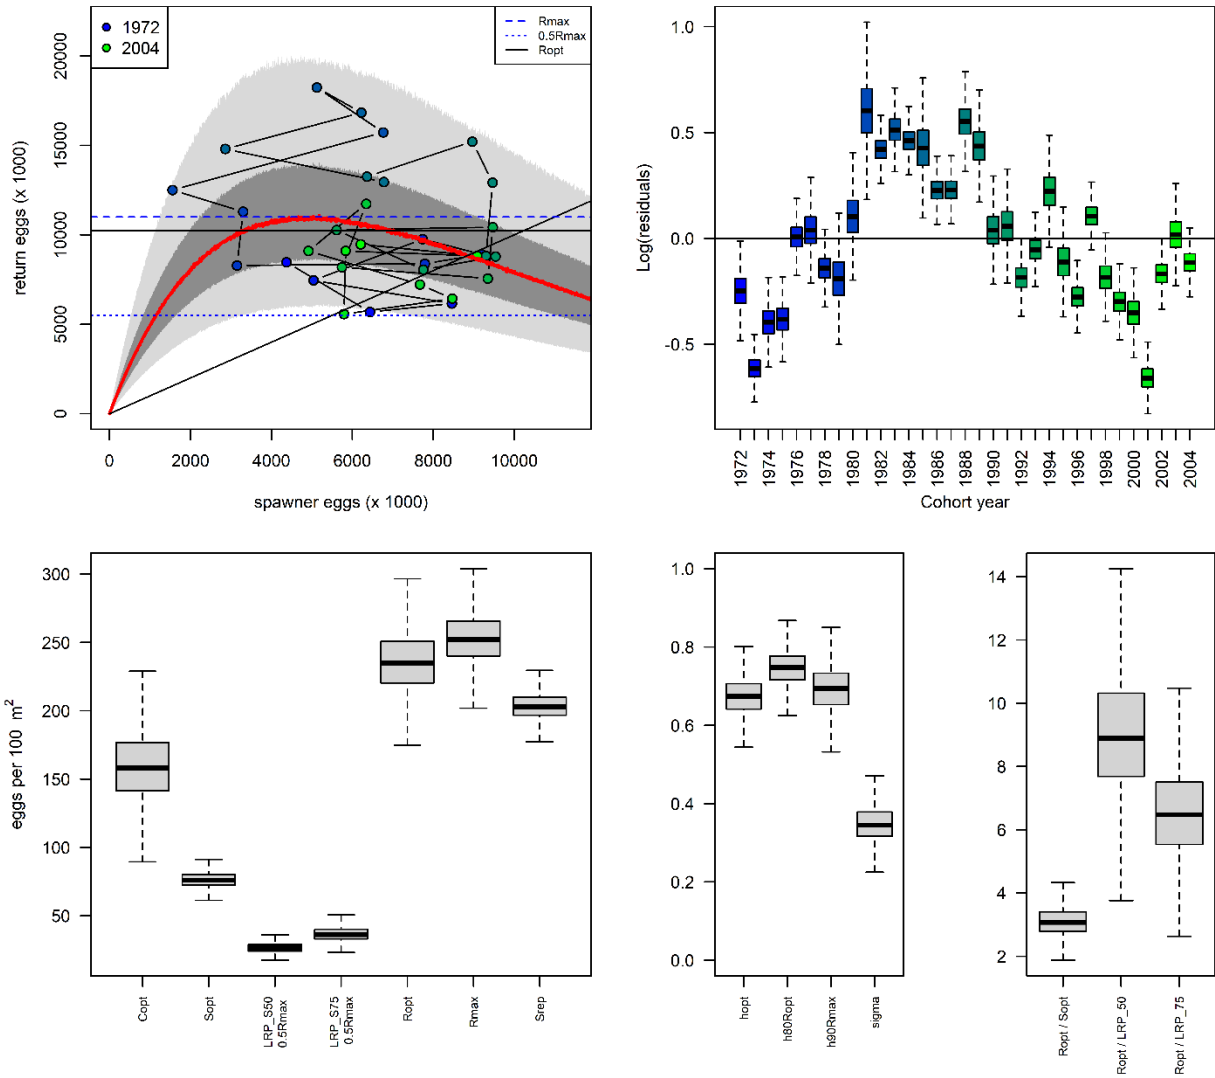 1972
2004
Rmax
0.5Rmax
Ropt
return eggs (x 1000)
20000
15000
10000
5000
0
0 2000 4000 6000 8000 10000
spawner eggs (x 1000)
Log(residuals)
1.0
0.5
0.0
-0.5
1972 1974 1976 1978 1980 1982 1984 1986 1988 1990 1992 1994 1996 1998 2000 2002 2004
Cohort year
eggs per 100 m²
300
250
200
150
100
50
Copt Sopt LRP_S50 0.5Rmax LRP_S75 0.5Rmax Ropt Rmax Srep
1.0
0.8
0.6
0.4
0.2
0.0
hopt h80Ropt h90Rmax sigma
14
12
10
8
6
4
2
Ropt / Sopt Ropt / LRP_50 Ropt / LRP_75